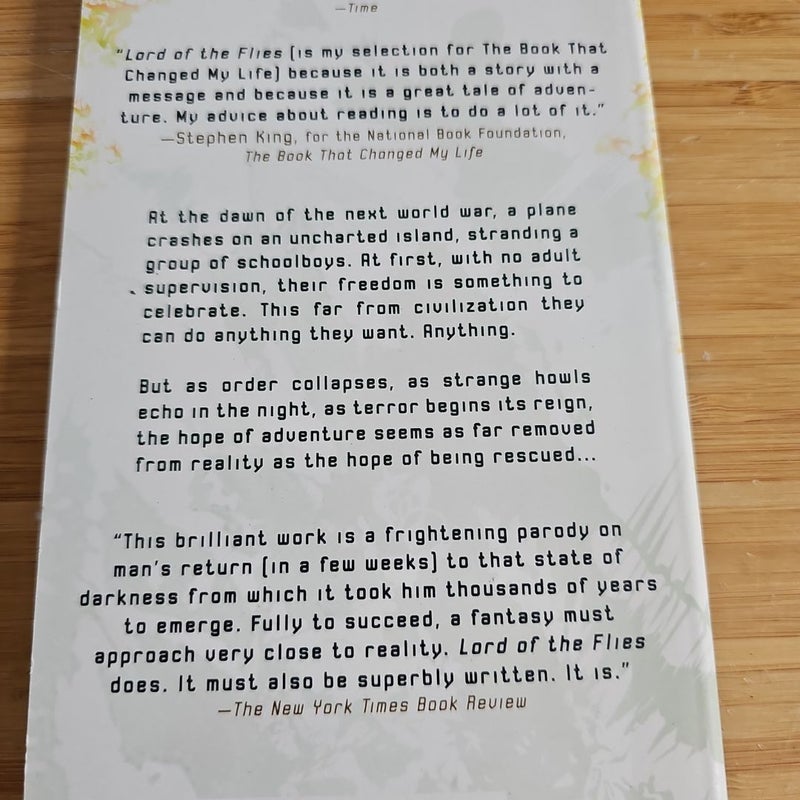 —Time
"Lord of the Flies [is my selection for The Book That
Changed My Life] because it is both a story with a
message and because it is a great tale of adven-
ture. My advice about reading is to do a lot of it."
—Stephen King, for the National Book Foundation,
The Book That Changed My Life
At the dawn of the next world war, a plane
crashes on an uncharted island, stranding a
group of schoolboys. At first, with no adult
supervision, their freedom is something to
celebrate. This far from civilization they
can do anything they want. Anything.
But as order collapses, as strange howls
echo in the night, as terror begins its reign,
the hope of adventure seems as far removed
from reality as the hope of being rescued...
"This brilliant work is a frightening parody on
man's return [in a few weeks] to that state of
darkness from which it took him thousands of years
to emerge. Fully to succeed, a fantasy must
approach very close to reality. Lord of the Flies
does. It must also be superbly written. It is."
—The New York Times Book Review